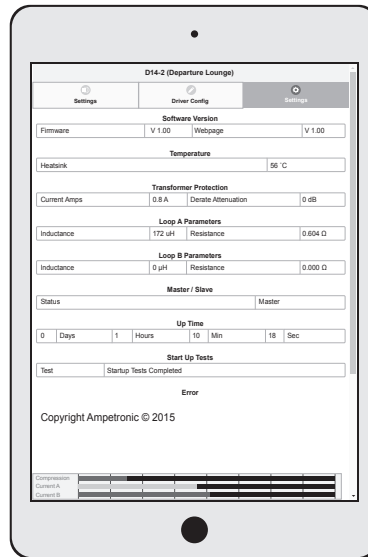 D14-2 (Departure Lounge)
Settings Driver Config Settings
Software Version
Firmware V 1.00 Webpage V 1.00
Temperature
Heatsink 56 ˚C
Transformer Protection
Current Amps 0.8 A Derate Attenuation 0 dB
Loop A Parameters
Inductance 172 uH Resistance 0.604 Ω
Loop B Parameters
Inductance 0 µH Resistance 0.000 Ω
Master / Slave
Status Master
Up Time
0 Days 1 Hours 10 Min 18 Sec
Start Up Tests
Test Startup Tests Completed
Error
Copyright Ampetronic © 2015
Compression
Current A
Current B